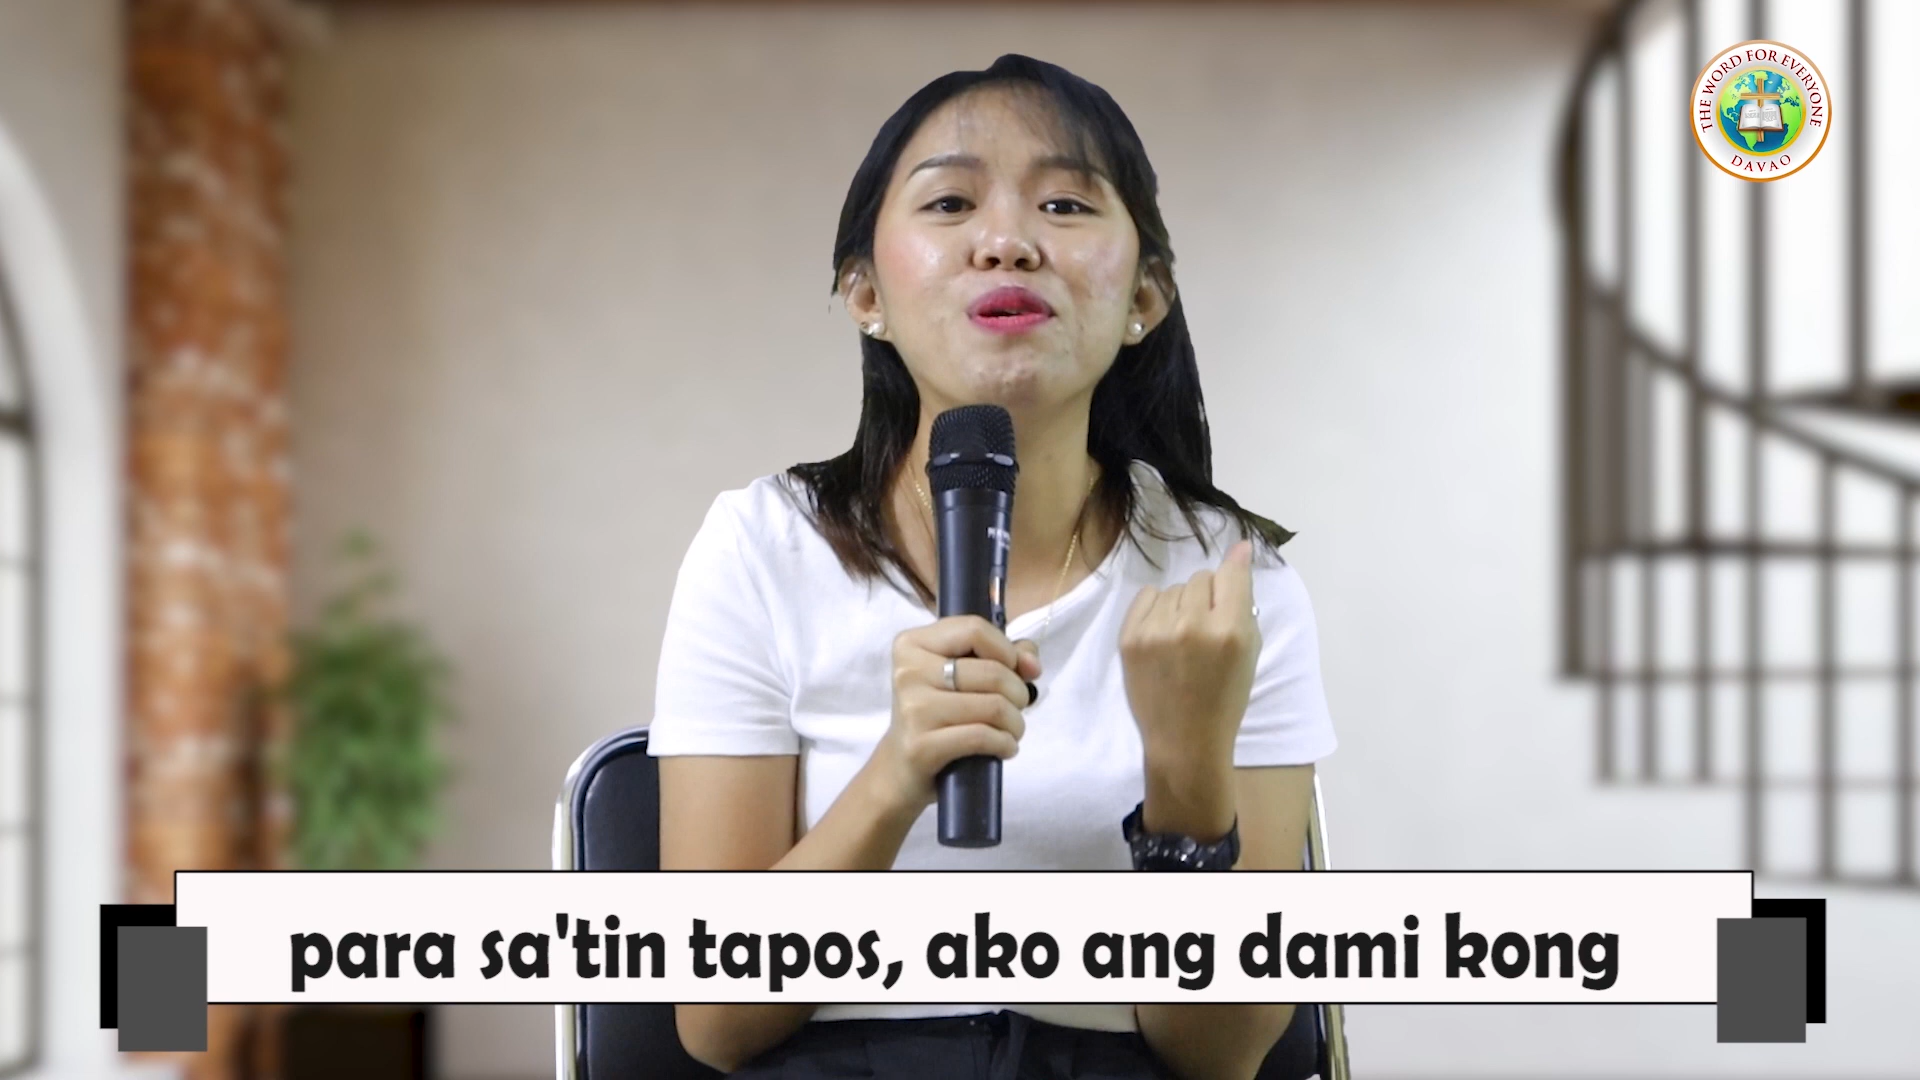 THE WORD FOR EVERYONE
DAVAO
para sa'tin tapos, ako ang dami kong